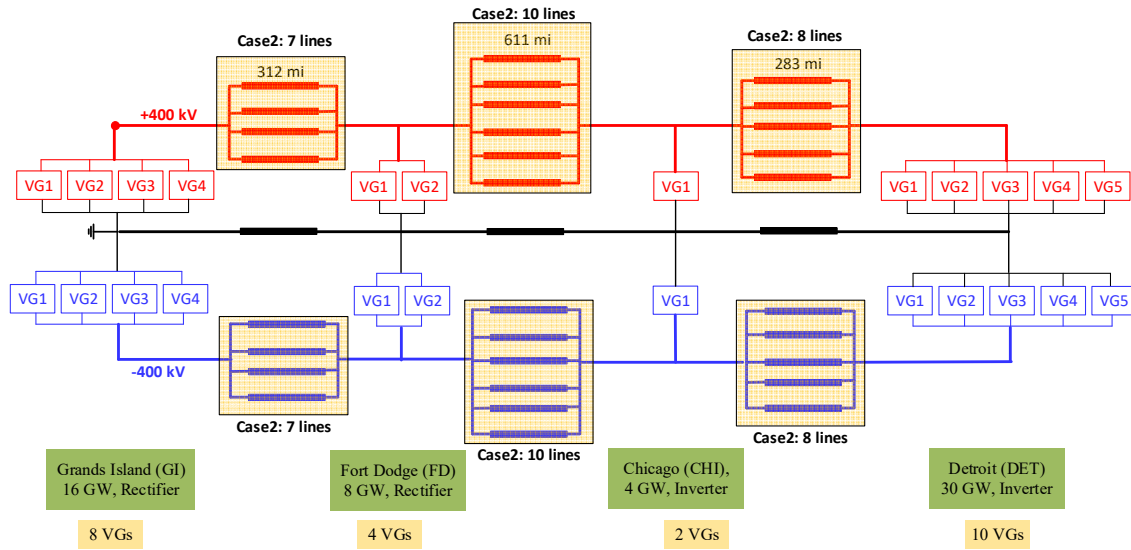 Case2: 10 lines
Case2: 7 lines
Case2: 8 lines
611 mi
312 mi
283 mi
+400 kV
VG1 VG2 VG3 VG4
VG1 VG2
VG1
VG1 VG2 VG3 VG4 VG5
VG1 VG2 VG3 VG4
VG1 VG2
VG1
VG1 VG2 VG3 VG4 VG5
-400 kV
Case2: 7 lines
Case2: 10 lines
Case2: 8 lines
Grands Island (GI)
16 GW, Rectifier
Fort Dodge (FD)
8 GW, Rectifier
Chicago (CHI),
4 GW, Inverter
Detroit (DET)
30 GW, Inverter
8 VGs
4 VGs
2 VGs
10 VGs